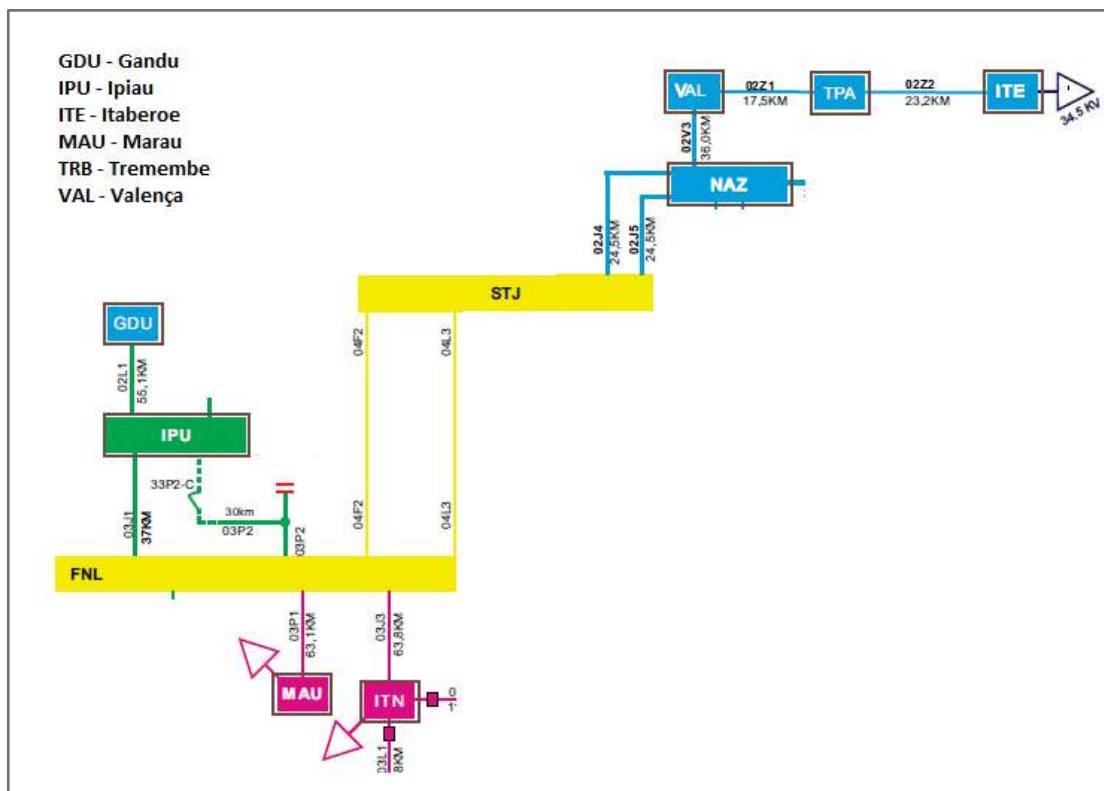 GDU - Gandu
IPU - Ipiau
ITE - Itaberoe
MAU - Marau
TRB - Tremembe
VAL - Valença
VAL
02Z1
17,5KM
TPA
02Z2
23,2KM
ITE
34,5 KV
02V3
36,0KM
NAZ
02J4
24,5KM
02J5
24,5KM
STJ
GDU
02L1
55,1KM
04F2
04L3
IPU
33P2-C
30km
03P2
03J1
37KM
03P2
04F2
04L3
FNL
03P1
63,1KM
03J3
63,8KM
MAU
ITN
03L1
8KM